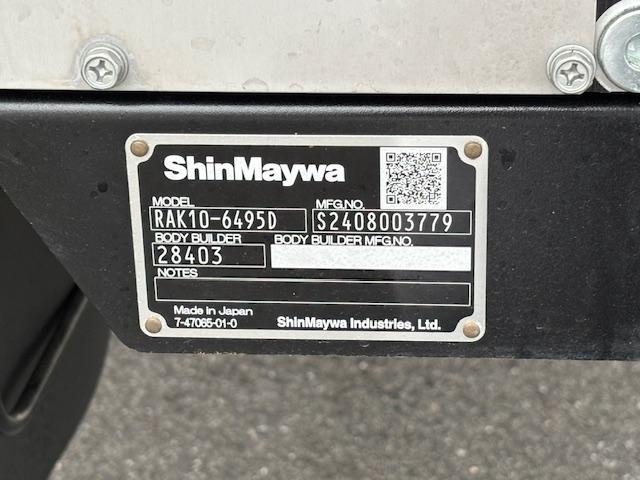 ShinMaywa
MODEL MFG.NO.
RAK10-6495D S2408003779
BODY BUILDER BODY BUILDER MFG.NO.
28403
NOTES
Made in Japan
7-47065-01-0 ShinMaywa Industries, Ltd.